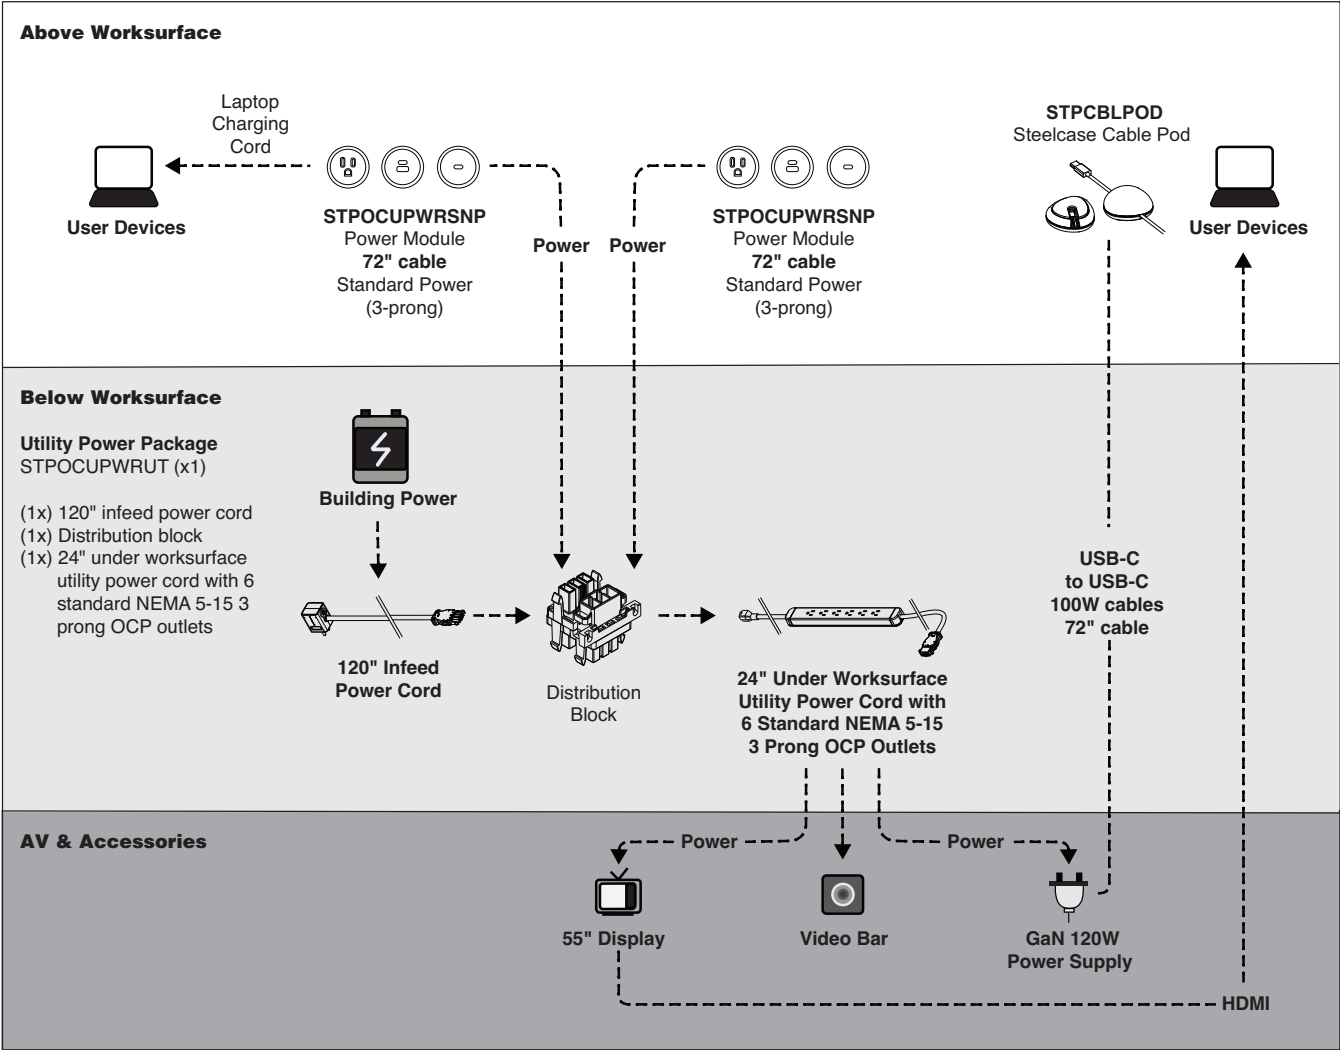 Above Worksurface
Laptop
Charging
Cord
User Devices
STPOCUPWRSNP
Power Module
72" cable
Standard Power
(3-prong)
Power
Power
STPOCUPWRSNP
Power Module
72" cable
Standard Power
(3-prong)
STPCBLPOD
Steelcase Cable Pod
User Devices
Below Worksurface
Utility Power Package
STPOCUPWRUT (x1)
(1x) 120" infeed power cord
(1x) Distribution block
(1x) 24" under worksurface
utility power cord with 6
standard NEMA 5-15 3
prong OCP outlets
Building Power
120" Infeed
Power Cord
Distribution
Block
24" Under Worksurface
Utility Power Cord with
6 Standard NEMA 5-15
3 Prong OCP Outlets
USB-C
to USB-C
100W cables
72" cable
AV & Accessories
Power
Power
55" Display
Video Bar
GaN 120W
Power Supply
HDMI